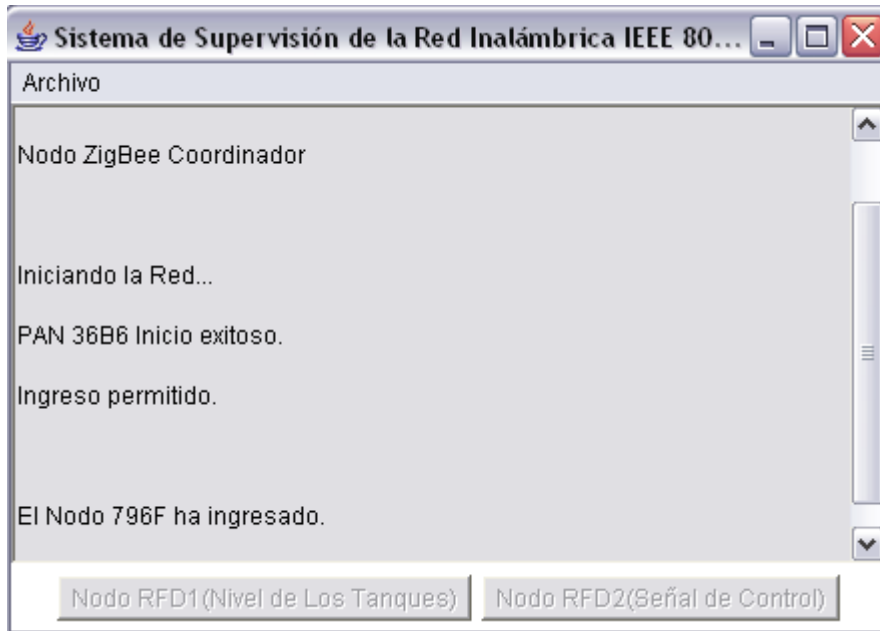 Sistema de Supervisión de la Red Inalámbrica IEEE 80...
Archivo
Nodo ZigBee Coordinador
Iniciando la Red...
PAN 36B6 Inicio exitoso.
Ingreso permitido.
El Nodo 796F ha ingresado.
Nodo RFD1(Nivel de Los Tanques)
Nodo RFD2(Señal de Control)